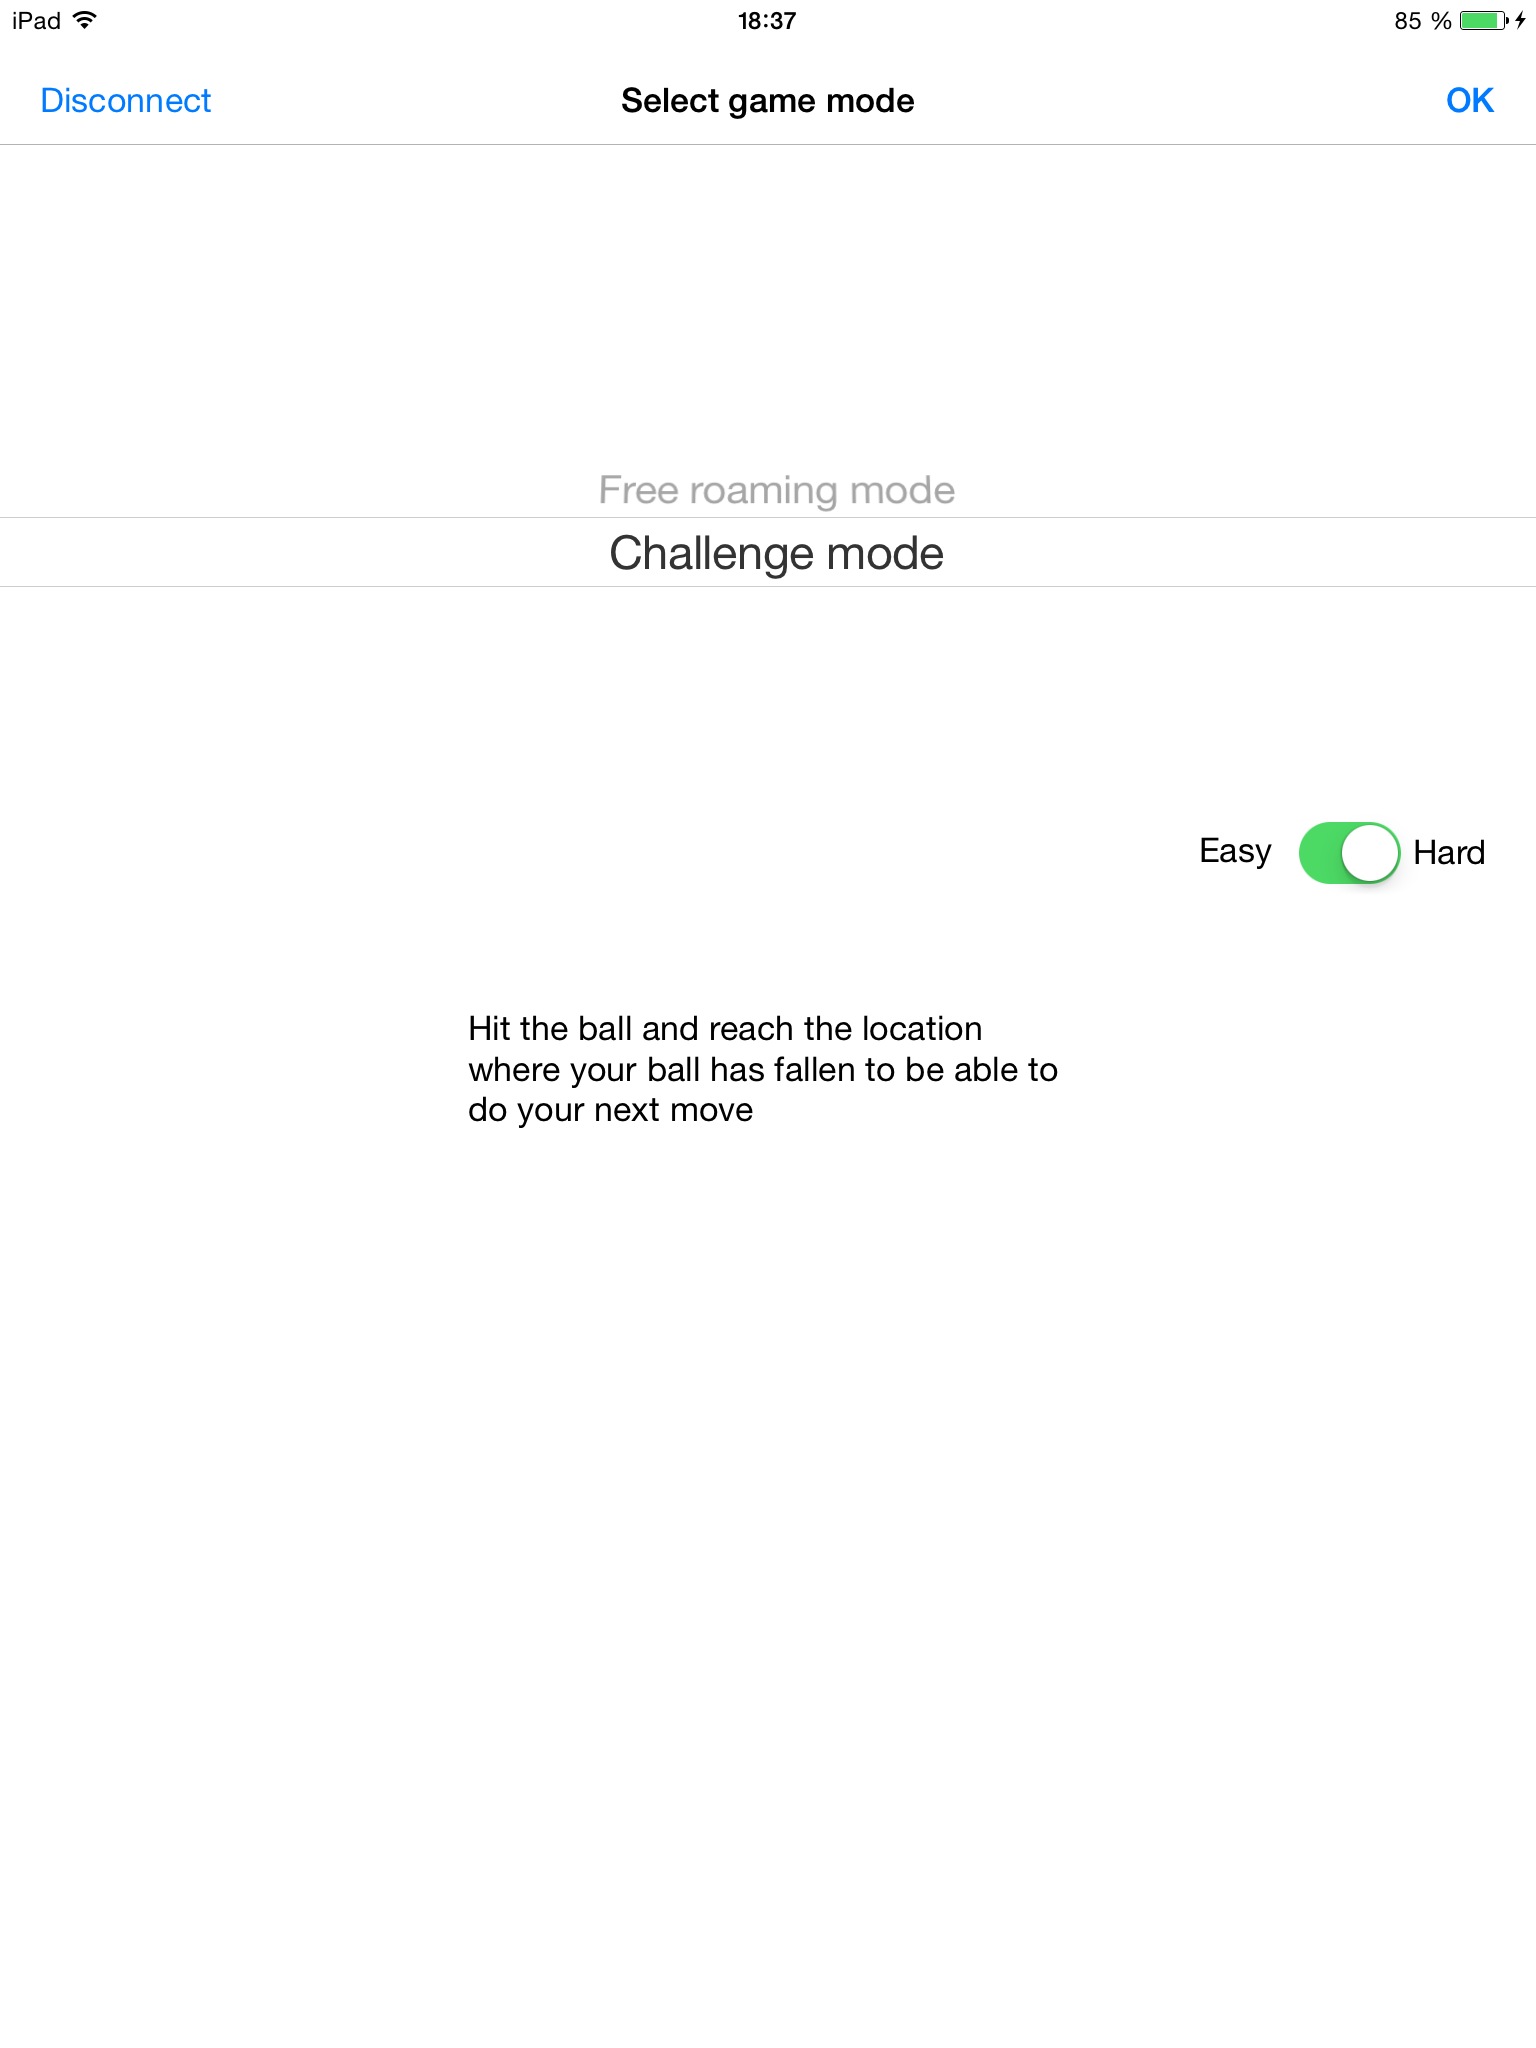 iPad 18:37 85 %
Disconnect Select game mode OK
Free roaming mode
Challenge mode
Easy Hard
Hit the ball and reach the location
where your ball has fallen to be able to
do your next move